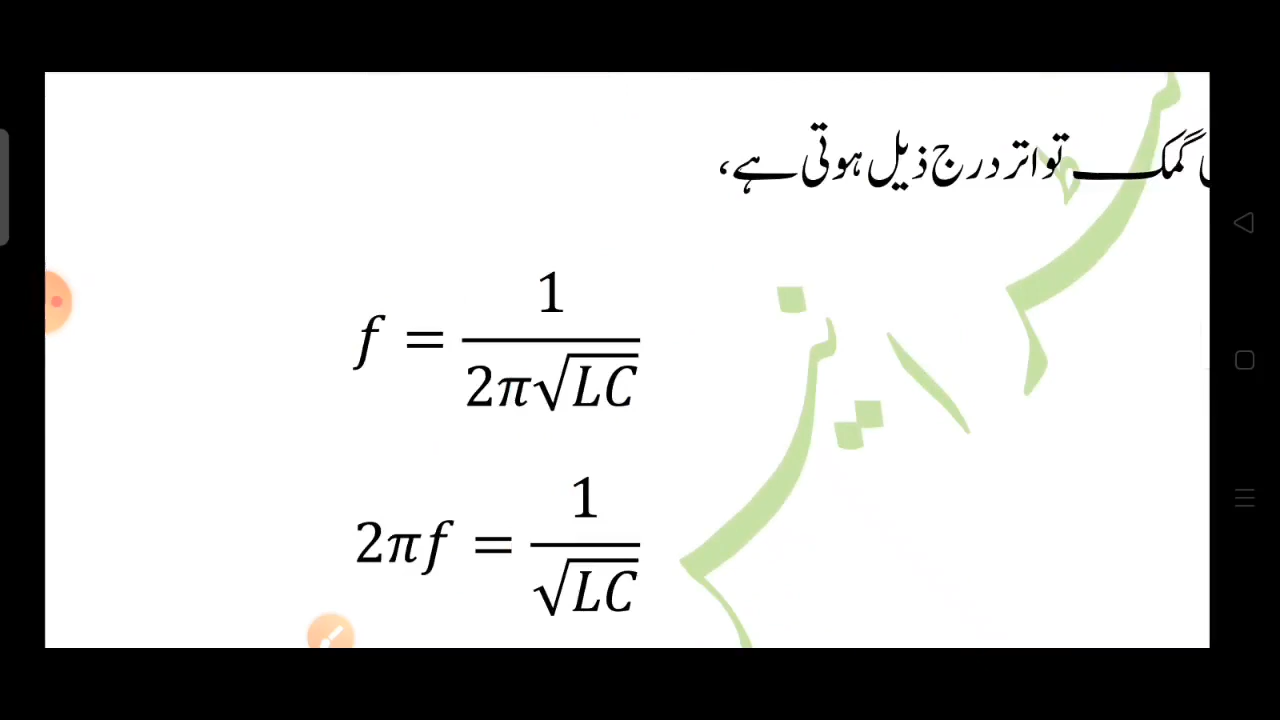 گمک تواتر درج ذیل ہوتی ہے،
f = 1 / 2π√LC
2πf = 1 / √LC